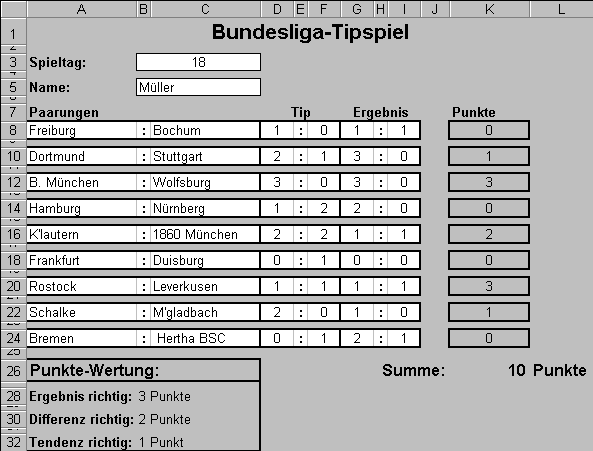 A B C D E F G H I J K L
1 Bundesliga-Tipspiel
2
3 Spieltag: 18
4
5 Name: Müller
7 Paarungen Tip Ergebnis Punkte
8 Freiburg : Bochum 1 : 0 1 : 1 0
10 Dortmund : Stuttgart 2 : 1 3 : 0 1
12 B. München : Wolfsburg 3 : 0 3 : 0 3
14 Hamburg : Nürnberg 1 : 2 2 : 0 0
16 K'lautern : 1860 München 2 : 2 1 : 1 2
18 Frankfurt : Duisburg 0 : 1 0 : 0 0
20 Rostock : Leverkusen 1 : 1 1 : 1 3
22 Schalke : M'gladbach 2 : 0 1 : 0 1
24 Bremen : Hertha BSC 0 : 1 2 : 1 0
25
26 Punkte-Wertung: Summe: 10 Punkte
28 Ergebnis richtig: 3 Punkte
30 Differenz richtig: 2 Punkte
32 Tendenz richtig: 1 Punkt